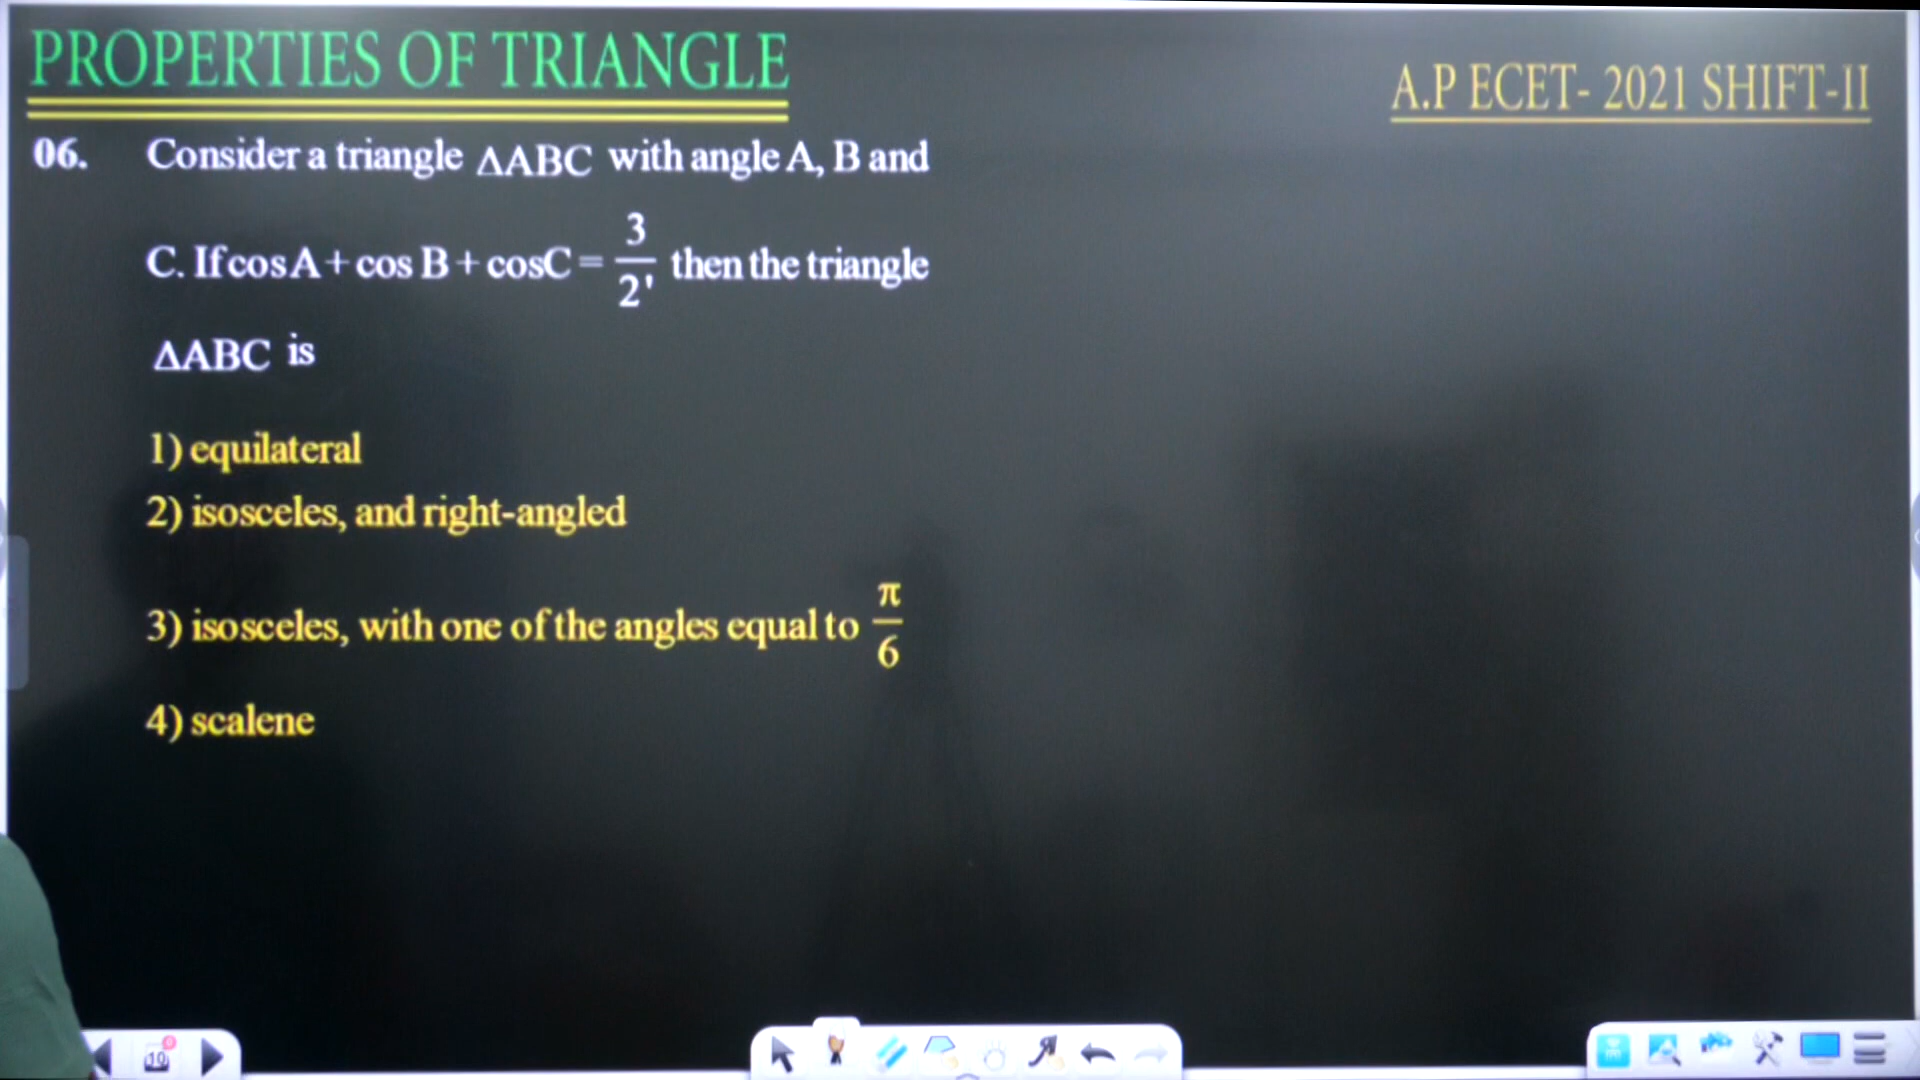 PROPERTIES OF TRIANGLE
A.P ECET- 2021 SHIFT-II
06. Consider a triangle ΔABC with angle A, B and
C. If cos A + cos B + cosC = 3/2, then the triangle
ΔABC is
1) equilateral
2) isosceles, and right-angled
3) isosceles, with one of the angles equal to π/6
4) scalene
10